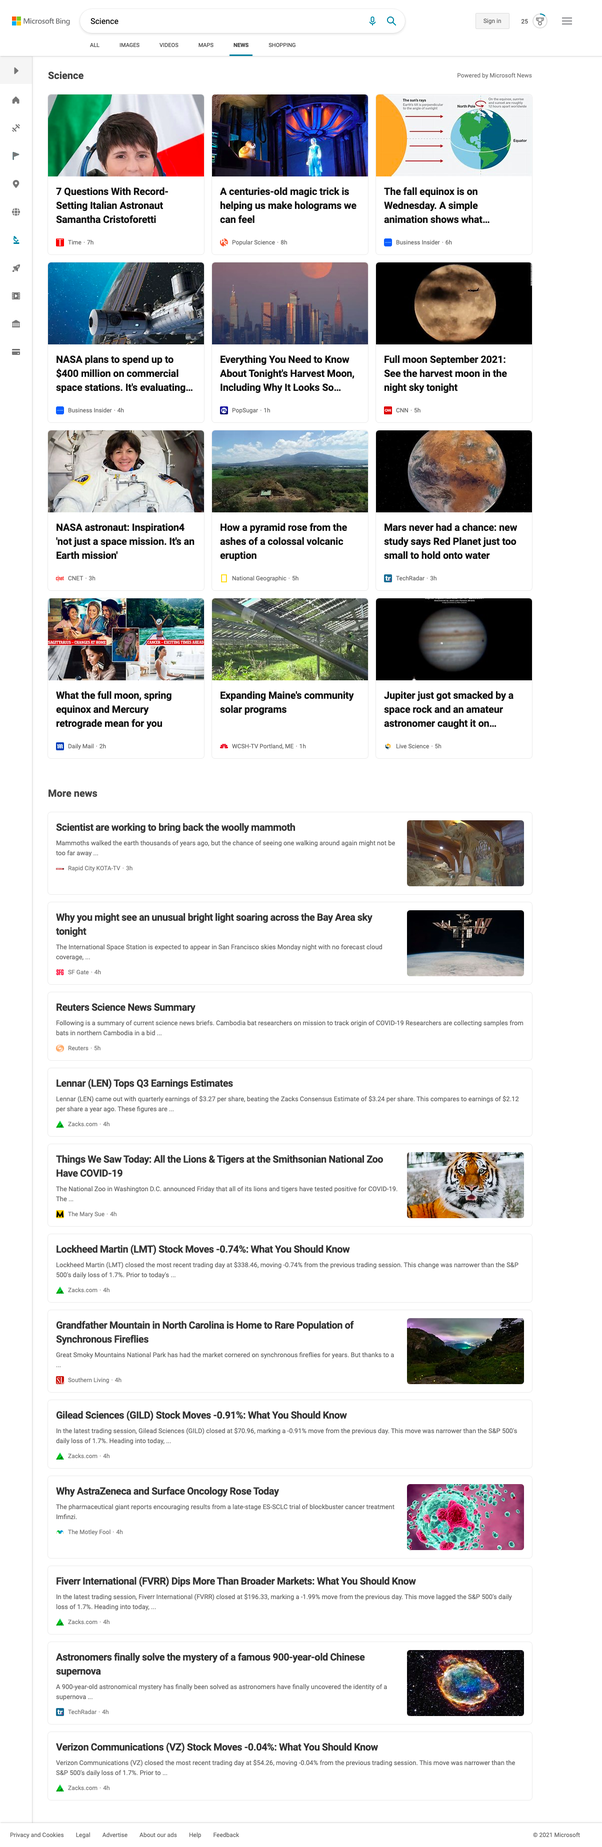 Microsoft Bing
Science
Sign in
25
ALL
IMAGES
VIDEOS
MAPS
NEWS
SHOPPING
Science
Powered by Microsoft News
The sun's rays
North Pole
Equator
7 Questions With Record-
Setting Italian Astronaut
Samantha Cristoforetti
Time · 7h
A centuries-old magic trick is
helping us make holograms we
can feel
Popular Science · 8h
The fall equinox is on
Wednesday. A simple
animation shows what...
Business Insider · 6h
NASA plans to spend up to
$400 million on commercial
space stations. It's evaluating...
Business Insider · 4h
Everything You Need to Know
About Tonight's Harvest Moon,
Including Why It Looks So...
PopSugar · 1h
Full moon September 2021:
See the harvest moon in the
night sky tonight
CNN · 5h
NASA astronaut: Inspiration4
'not just a space mission. It's an
Earth mission'
CNET · 3h
How a pyramid rose from the
ashes of a colossal volcanic
eruption
National Geographic · 5h
Mars never had a chance: new
study says Red Planet just too
small to hold onto water
TechRadar · 3h
SAGITTARIUS - CHANGES AT HOME
CANCER - EXCITING TIMES AHEAD
What the full moon, spring
equinox and Mercury
retrograde mean for you
Daily Mail · 2h
Expanding Maine's community
solar programs
WCSH-TV Portland, ME · 1h
Jupiter just got smacked by a
space rock and an amateur
astronomer caught it on...
Live Science · 5h
More news
Scientist are working to bring back the woolly mammoth
Mammoths walked the earth thousands of years ago, but the chance of seeing one walking around again might not be
too far away ...
Rapid City KOTA-TV · 3h
Why you might see an unusual bright light soaring across the Bay Area sky
tonight
The International Space Station is expected to appear in San Francisco skies Monday night with no forecast cloud
coverage, ...
SF Gate · 4h
Reuters Science News Summary
Following is a summary of current science news briefs. Cambodia bat researchers on mission to track origin of COVID-19 Researchers are collecting samples from
bats in northern Cambodia in a bid ...
Reuters · 5h
Lennar (LEN) Tops Q3 Earnings Estimates
Lennar (LEN) came out with quarterly earnings of $3.27 per share, beating the Zacks Consensus Estimate of $3.24 per share. This compares to earnings of $2.12
per share a year ago. These figures are ...
Zacks.com · 4h
Things We Saw Today: All the Lions & Tigers at the Smithsonian National Zoo
Have COVID-19
The National Zoo in Washington D.C. announced Friday that all of its lions and tigers have tested positive for COVID-19.
The ...
The Mary Sue · 4h
Lockheed Martin (LMT) Stock Moves -0.74%: What You Should Know
Lockheed Martin (LMT) closed the most recent trading day at $338.46, moving -0.74% from the previous trading session. This change was narrower than the S&P
500's daily loss of 1.7%. Prior to today's ...
Zacks.com · 4h
Grandfather Mountain in North Carolina is Home to Rare Population of
Synchronous Fireflies
Great Smoky Mountains National Park has had the market cornered on synchronous fireflies for years. But thanks to a
...
Southern Living · 4h
Gilead Sciences (GILD) Stock Moves -0.91%: What You Should Know
In the latest trading session, Gilead Sciences (GILD) closed at $70.96, marking a -0.91% move from the previous day. This move was narrower than the S&P 500's
daily loss of 1.7%. Heading into today, ...
Zacks.com · 4h
Why AstraZeneca and Surface Oncology Rose Today
The pharmaceutical giant reports encouraging results from a late-stage ES-SCLC trial of blockbuster cancer treatment
Imfinzi.
The Motley Fool · 4h
Fiverr International (FVRR) Dips More Than Broader Markets: What You Should Know
In the latest trading session, Fiverr International (FVRR) closed at $196.33, marking a -1.99% move from the previous day. This move lagged the S&P 500's daily
loss of 1.7%. Heading into today, ...
Zacks.com · 4h
Astronomers finally solve the mystery of a famous 900-year-old Chinese
supernova
A 900-year-old astronomical mystery has finally been solved as astronomers have finally uncovered the identity of a
supernova ...
TechRadar · 4h
Verizon Communications (VZ) Stock Moves -0.04%: What You Should Know
Verizon Communications (VZ) closed the most recent trading day at $54.26, moving -0.04% from the previous trading session. This move was narrower than the
S&P 500's daily loss of 1.7%. Prior to ...
Zacks.com · 4h
Privacy and Cookies
Legal
Advertise
About our ads
Help
Feedback
© 2021 Microsoft